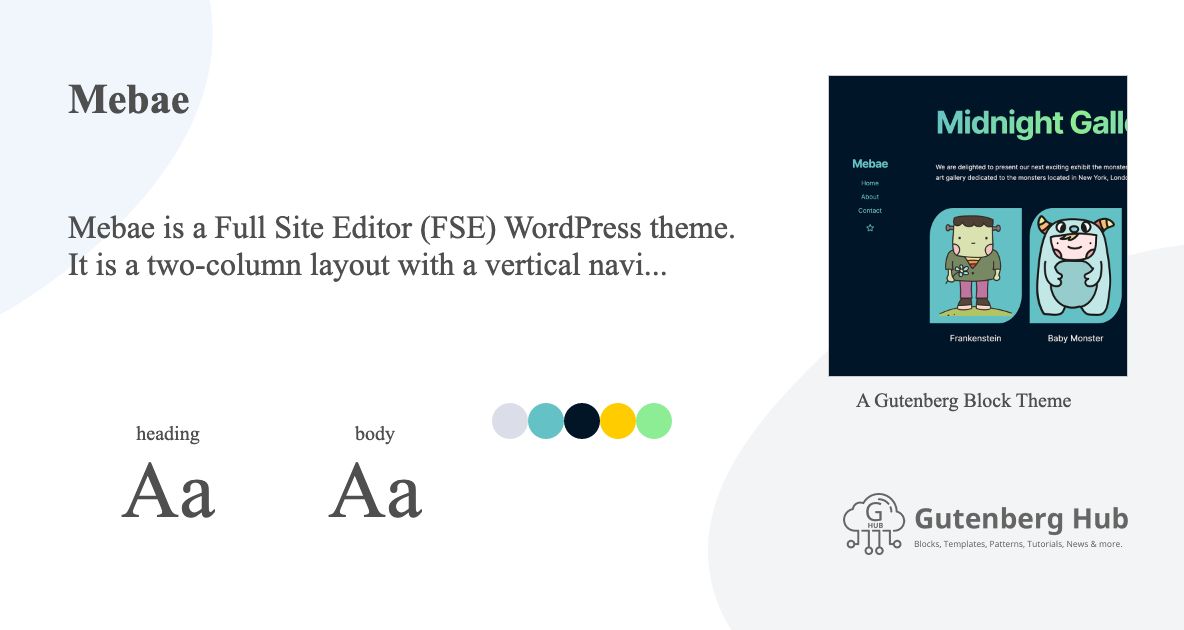 Mebae
Mebae is a Full Site Editor (FSE) WordPress theme.
It is a two-column layout with a vertical navi...
heading
Aa
body
Aa
Midnight Gall
Mebae
Home
About
Contact
We are delighted to present our next exciting exhibit the monster
art gallery dedicated to the monsters located in New York, Lond
Frankenstein
Baby Monster
A Gutenberg Block Theme
G
HUB
Gutenberg Hub
Blocks, Templates, Patterns, Tutorials, News & more.